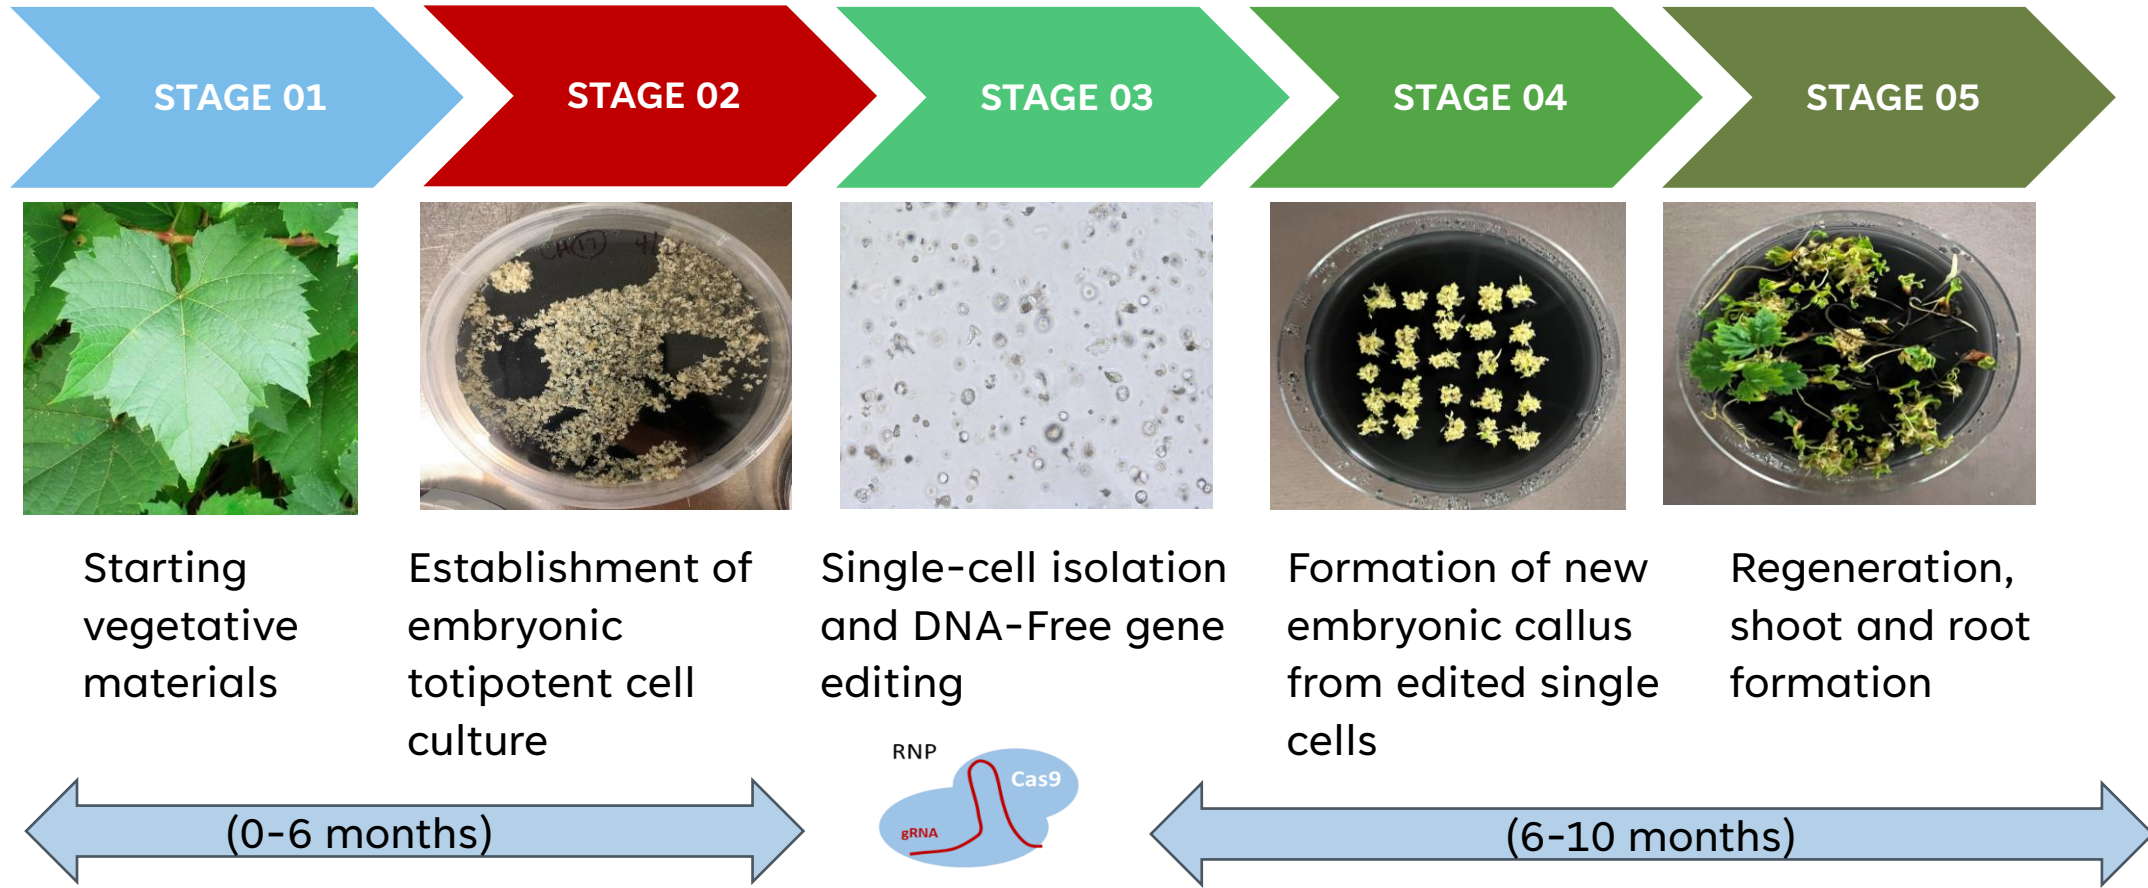 STAGE 01
STAGE 02
STAGE 03
STAGE 04
STAGE 05
Starting
vegetative
materials
Establishment of
embryonic
totipotent cell
culture
Single-cell isolation
and DNA-Free gene
editing
Formation of new
embryonic callus
from edited single
cells
Regeneration,
shoot and root
formation
RNP
Cas9
gRNA
(0-6 months)
(6-10 months)